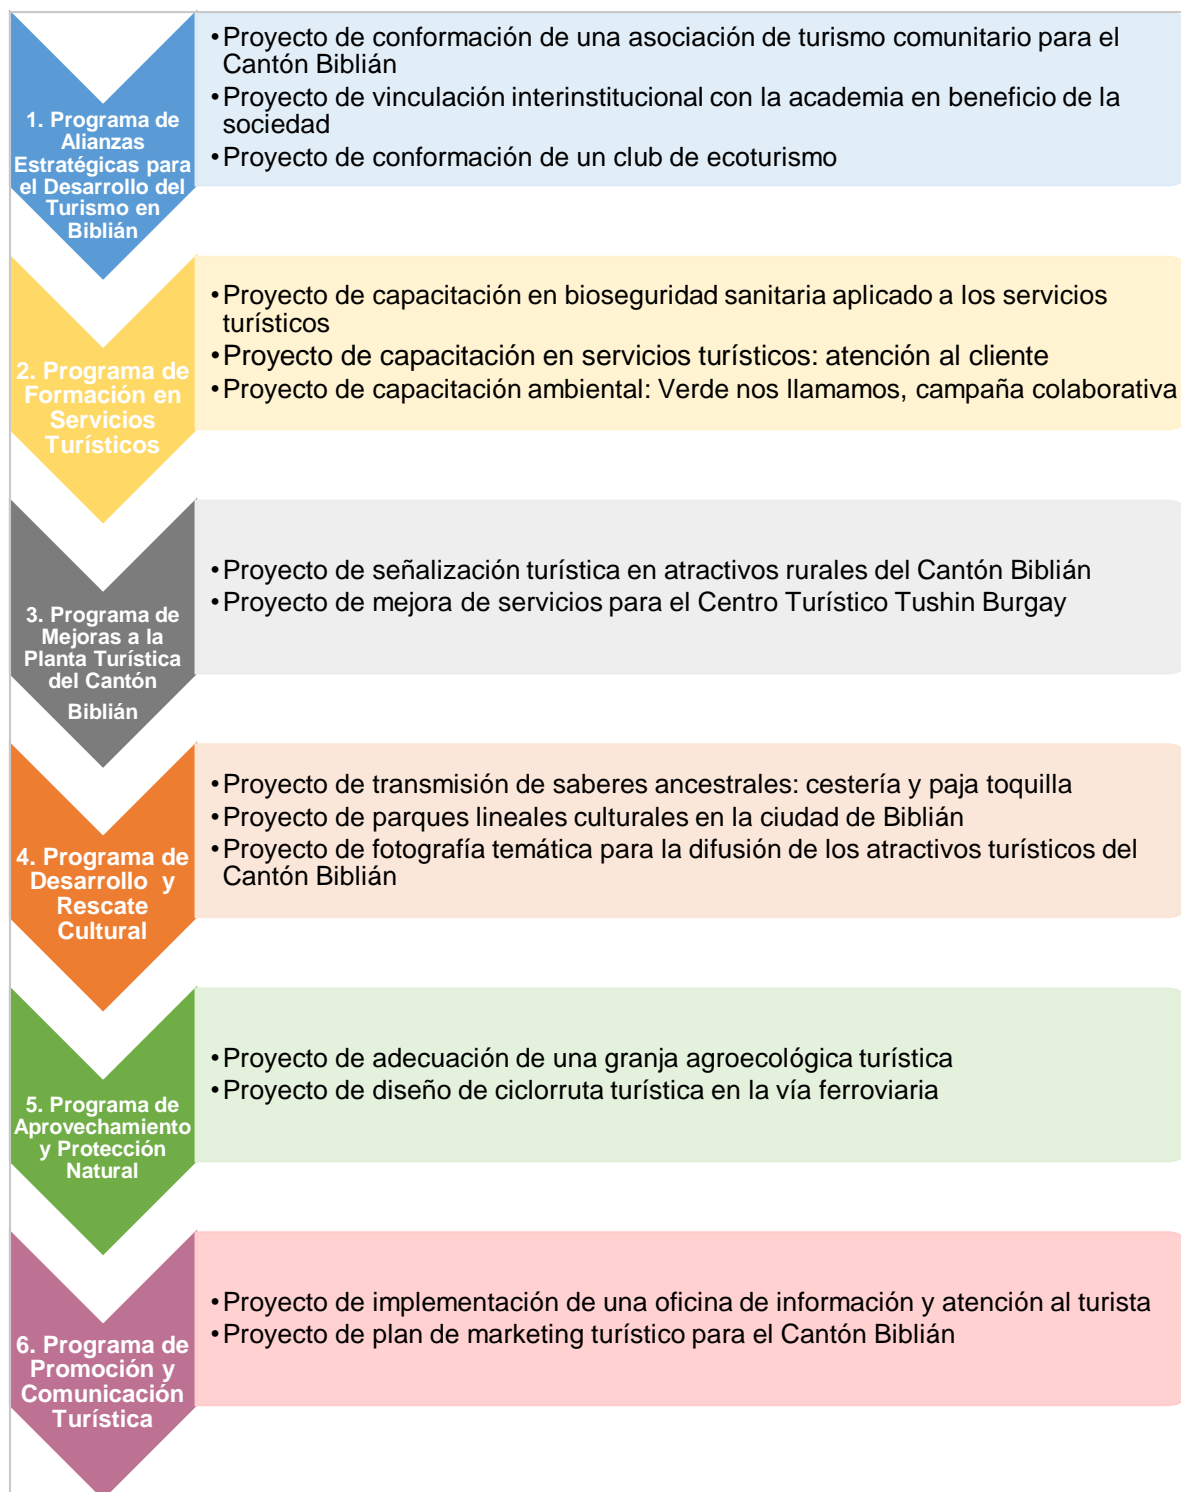 1. Programa de
Alianzas
Estratégicas para
el Desarrollo del
Turismo en
Biblián
•Proyecto de conformación de una asociación de turismo comunitario para el
Cantón Biblián
•Proyecto de vinculación interinstitucional con la academia en beneficio de la
sociedad
•Proyecto de conformación de un club de ecoturismo
2. Programa de
Formación en
Servicios
Turísticos
•Proyecto de capacitación en bioseguridad sanitaria aplicado a los servicios
turísticos
•Proyecto de capacitación en servicios turísticos: atención al cliente
•Proyecto de capacitación ambiental: Verde nos llamamos, campaña colaborativa
3. Programa de
Mejoras a la
Planta Turística
del Cantón
Biblián
•Proyecto de señalización turística en atractivos rurales del Cantón Biblián
•Proyecto de mejora de servicios para el Centro Turístico Tushin Burgay
4. Programa de
Desarrollo y
Rescate
Cultural
•Proyecto de transmisión de saberes ancestrales: cestería y paja toquilla
•Proyecto de parques lineales culturales en la ciudad de Biblián
•Proyecto de fotografía temática para la difusión de los atractivos turísticos del
Cantón Biblián
5. Programa de
Aprovechamiento
y Protección
Natural
•Proyecto de adecuación de una granja agroecológica turística
•Proyecto de diseño de ciclorruta turística en la vía ferroviaria
6. Programa de
Promoción y
Comunicación
Turística
•Proyecto de implementación de una oficina de información y atención al turista
•Proyecto de plan de marketing turístico para el Cantón Biblián